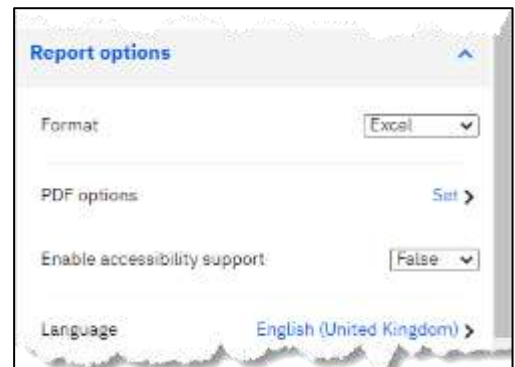 Report options
Format Excel
PDF options Set
Enable accessibility support False
Language English (United Kingdom)